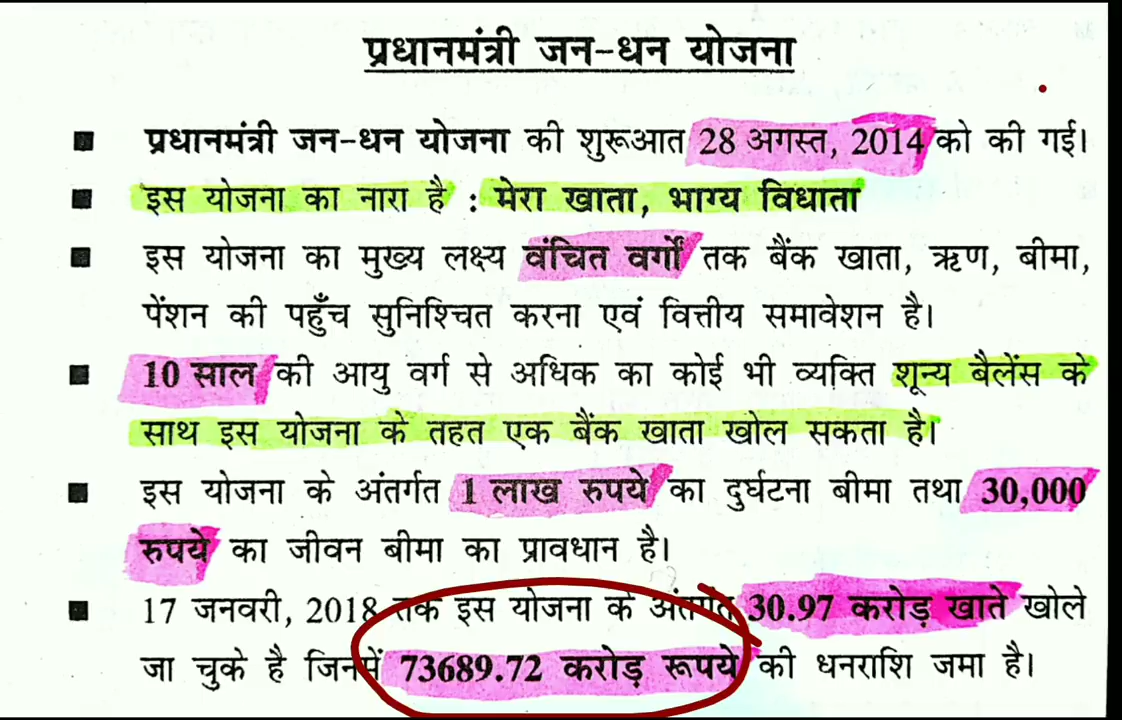 प्रधानमंत्री जन-धन योजना
■ प्रधानमंत्री जन-धन योजना की शुरूआत 28 अगस्त, 2014 को की गई।
■ इस योजना का नारा है : मेरा खाता, भाग्य विधाता
■ इस योजना का मुख्य लक्ष्य वंचित वर्गों तक बैंक खाता, ऋण, बीमा,
पेंशन की पहुँच सुनिश्चित करना एवं वित्तीय समावेशन है।
■ 10 साल की आयु वर्ग से अधिक का कोई भी व्यक्ति शून्य बैलेंस के
साथ इस योजना के तहत एक बैंक खाता खोल सकता है।
■ इस योजना के अंतर्गत 1 लाख रुपये का दुर्घटना बीमा तथा 30,000
रुपये का जीवन बीमा का प्रावधान है।
■ 17 जनवरी, 2018 तक इस योजना के अंतर्गत 30.97 करोड़ खाते खोले
जा चुके है जिनमें 73689.72 करोड़ रूपये की धनराशि जमा है।